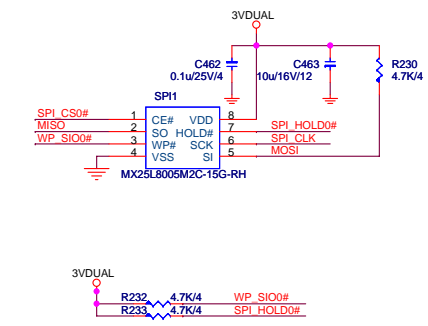 3VDUAL
C462 C463 R230
0.1u/25V/4 10u/16V/12 4.7K/4
SPI1
SPI_CS0# 1 CE# VDD 8
MISO 2 SO HOLD# 7 SPI_HOLD0#
WP_SIO0# 3 WP# SCK 6 SPI_CLK
4 VSS SI 5 MOSI
MX25L8005M2C-15G-RH
3VDUAL
R232 4.7K/4 WP_SIO0#
R233 4.7K/4 SPI_HOLD0#